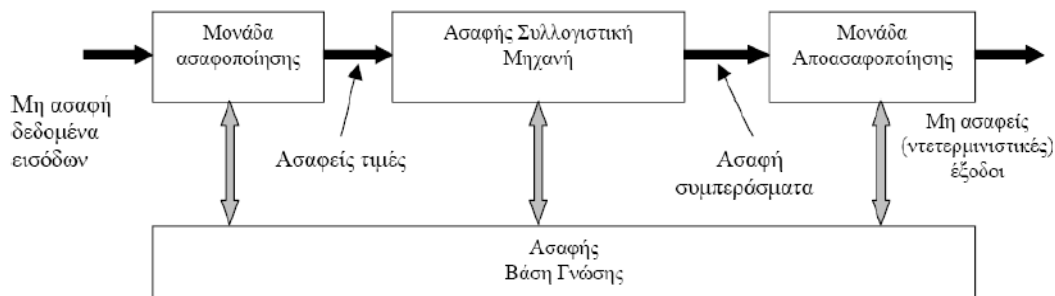 Μονάδα
ασαφοποίησης
Ασαφής Συλλογιστική
Μηχανή
Μονάδα
Αποασαφοποίησης
Μη ασαφή
δεδομένα
εισόδων
Ασαφείς τιμές
Ασαφή
συμπεράσματα
Μη ασαφείς
(ντετερμινιστικές)
έξοδοι
Ασαφής
Βάση Γνώσης